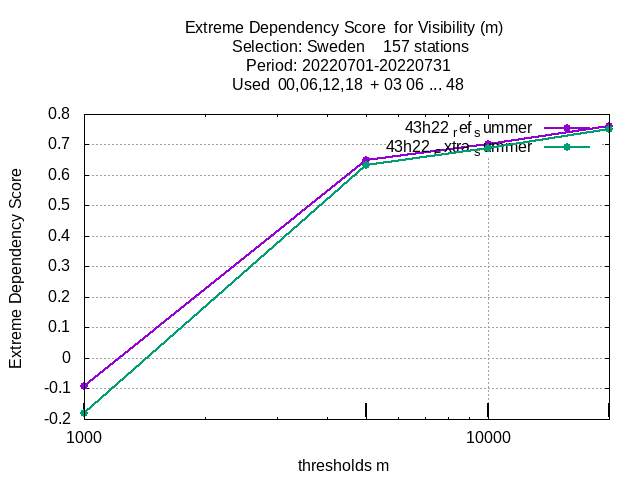 Extreme Dependency Score  for Visibility (m)
Selection: Sweden    157 stations
Period: 20220701-20220731
Used  00,06,12,18  + 03 06 ... 48
Extreme Dependency Score
0.8
0.7
0.6
0.5
0.4
0.3
0.2
0.1
0
-0.1
-0.2
43h22 ref summer
43h22 extra summer
1000
10000
thresholds m